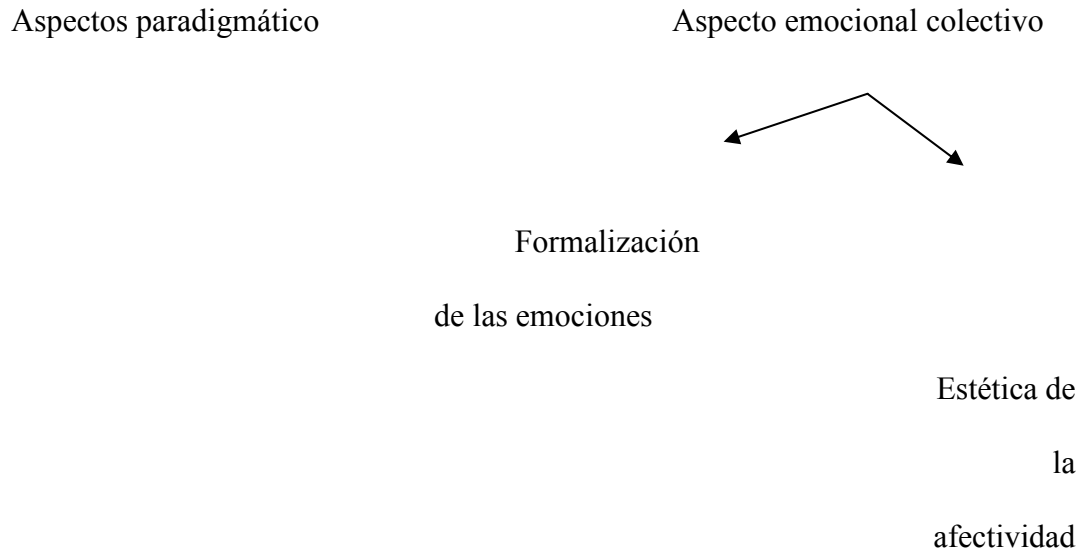 Aspectos paradigmático
Aspecto emocional colectivo
Formalización
de las emociones
Estética de
la
afectividad